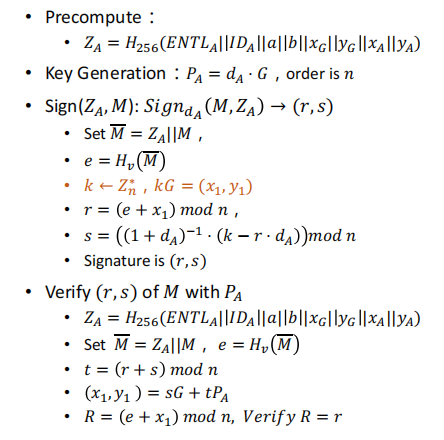 • Precompute：
• Z_A = H_256(ENTL_A||ID_A||a||b||x_G||y_G||x_A||y_A)
• Key Generation：P_A = d_A · G , order is n
• Sign(Z_A, M): Sign_{d_A}(M, Z_A) → (r, s)
• Set M̅ = Z_A||M ,
• e = H_v(M̅)
• k ← Z_n^* , kG = (x_1, y_1)
• r = (e + x_1) mod n ,
• s = ((1 + d_A)^{-1} · (k − r · d_A)) mod n
• Signature is (r, s)
• Verify (r, s) of M with P_A
• Z_A = H_256(ENTL_A||ID_A||a||b||x_G||y_G||x_A||y_A)
• Set M̅ = Z_A||M , e = H_v(M̅)
• t = (r + s) mod n
• (x_1, y_1) = sG + tP_A
• R = (e + x_1) mod n, Verify R = r